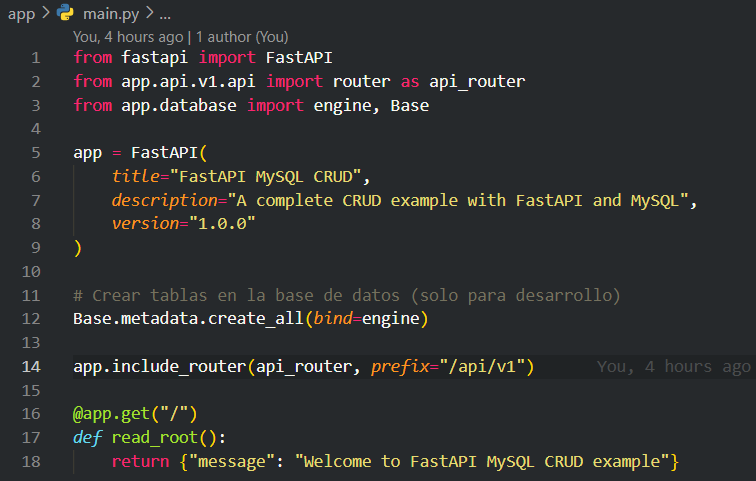 app > main.py > ...
You, 4 hours ago | 1 author (You)
1 from fastapi import FastAPI
2 from app.api.v1.api import router as api_router
3 from app.database import engine, Base
4
5 app = FastAPI(
6     title="FastAPI MySQL CRUD",
7     description="A complete CRUD example with FastAPI and MySQL",
8     version="1.0.0"
9 )
10
11 # Crear tablas en la base de datos (solo para desarrollo)
12 Base.metadata.create_all(bind=engine)
13
14 app.include_router(api_router, prefix="/api/v1") You, 4 hours ago
15
16 @app.get("/")
17 def read_root():
18     return {"message": "Welcome to FastAPI MySQL CRUD example"}